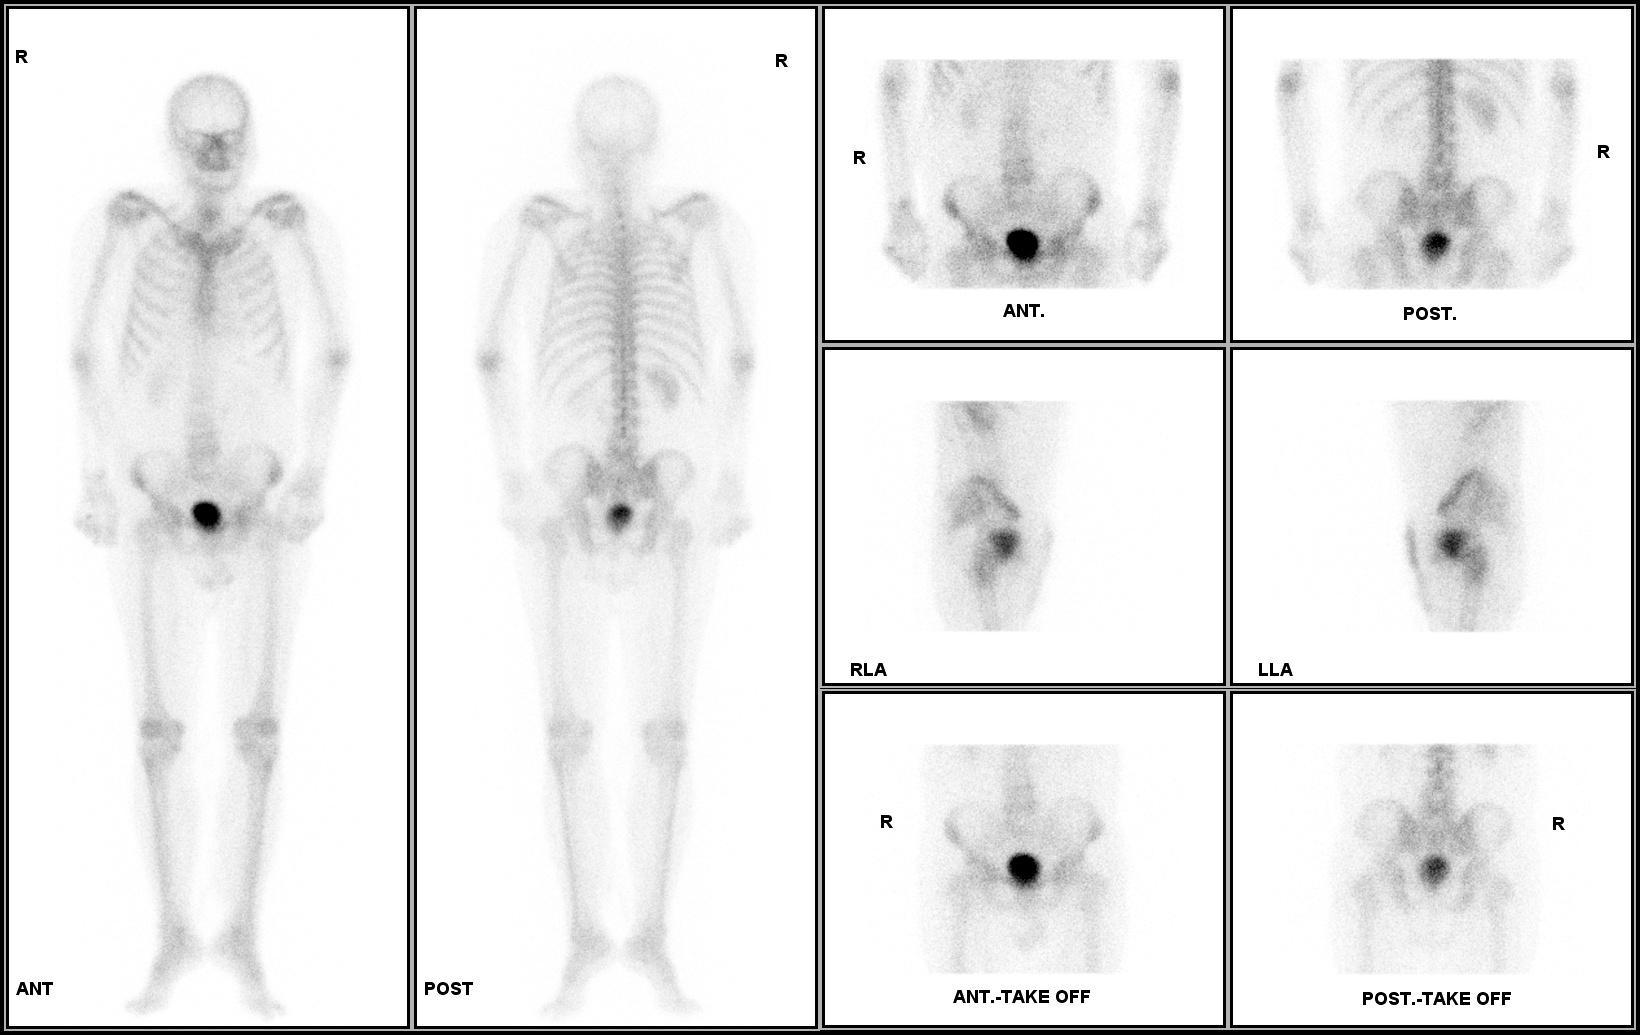 R
ANT
R
POST
R
ANT.
R
POST.
RLA
LLA
R
ANT.-TAKE OFF
R
POST.-TAKE OFF